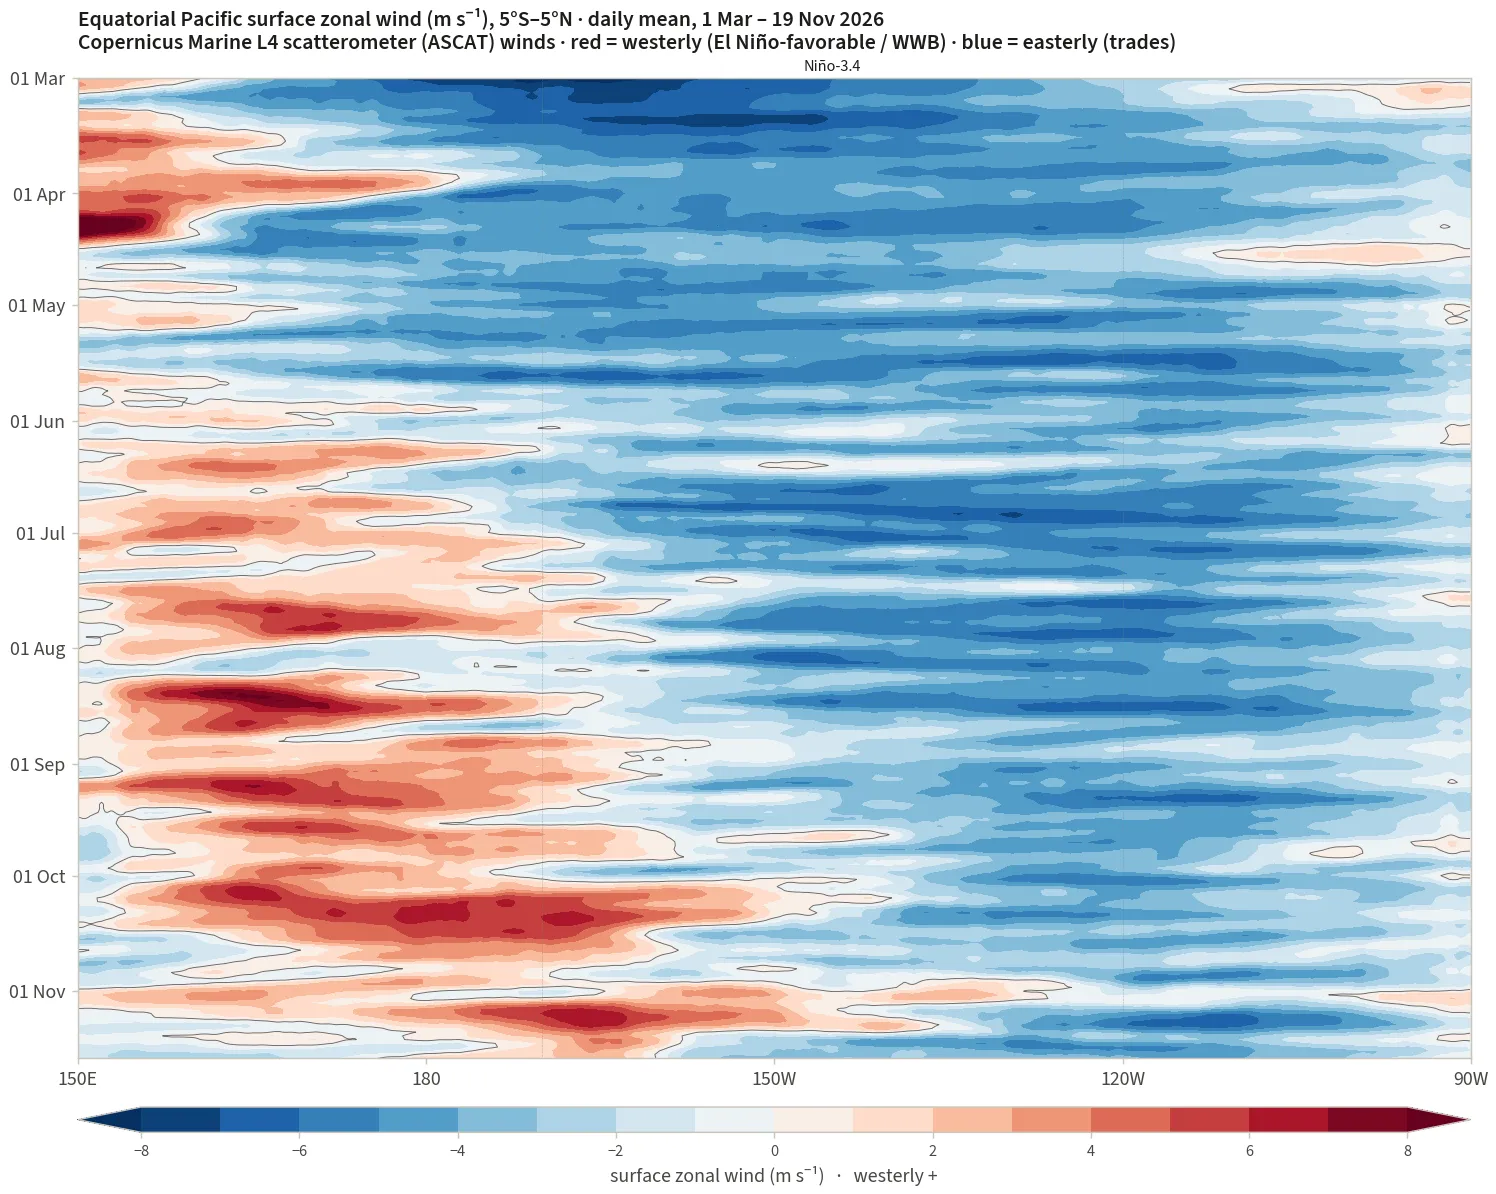 Equatorial Pacific surface zonal wind (m s⁻¹), 5°S–5°N · daily mean, 1 Mar – 19 Nov 2026
Copernicus Marine L4 scatterometer (ASCAT) winds · red = westerly (El Niño-favorable / WWB) · blue = easterly (trades)
Niño-3.4
01 Mar
01 Apr
01 May
01 Jun
01 Jul
01 Aug
01 Sep
01 Oct
01 Nov
150E 180 150W 120W 90W
−8 −6 −4 −2 0 2 4 6 8
surface zonal wind (m s⁻¹) · westerly +